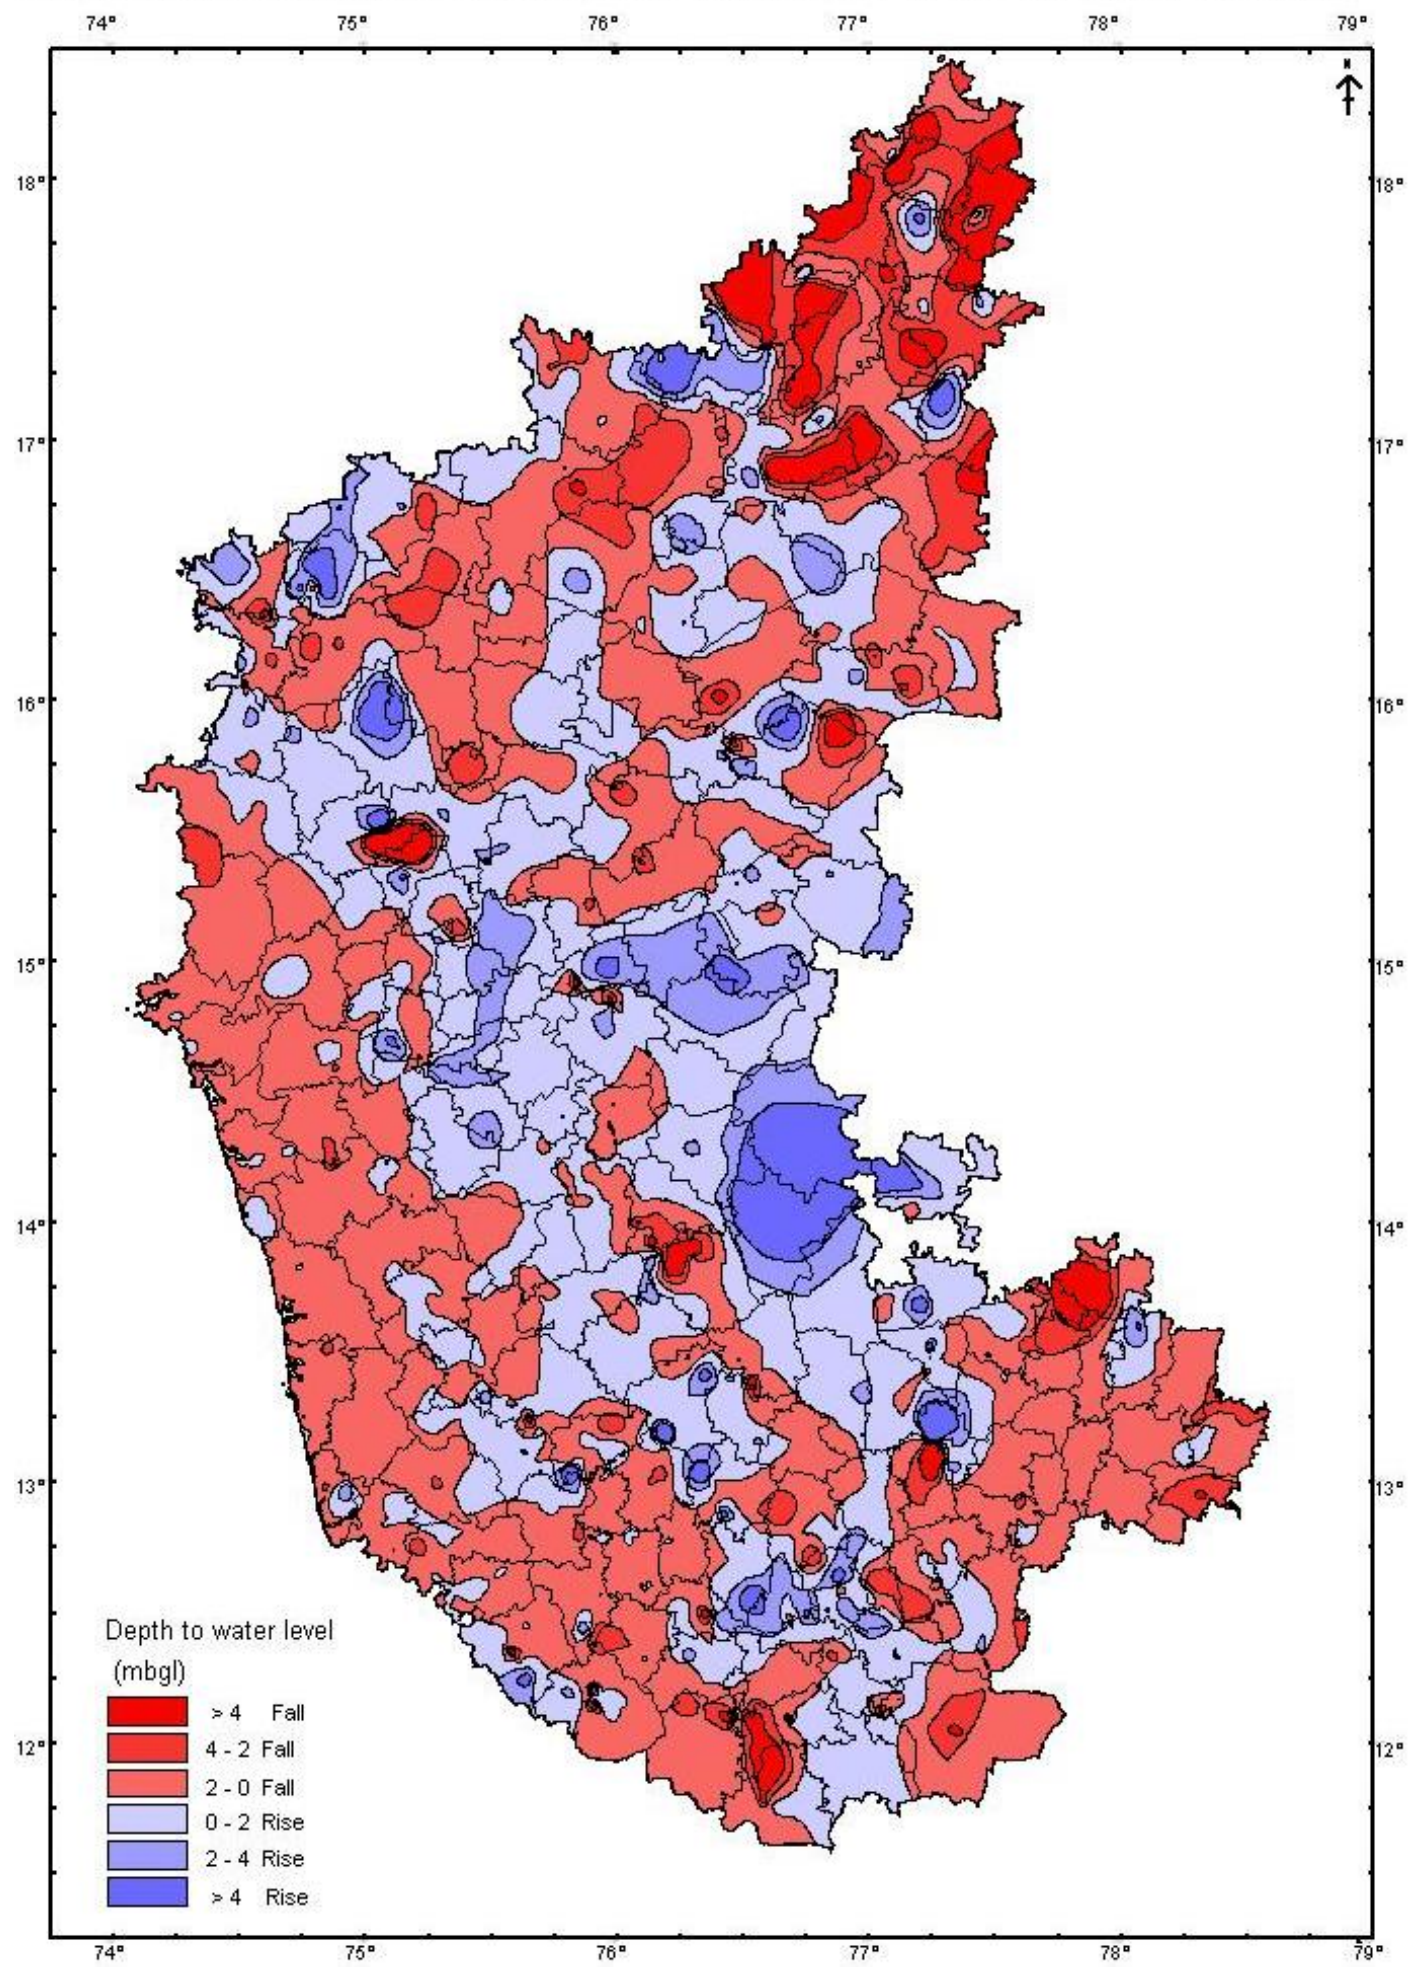 74° 75° 76° 77° 78° 79°
N
18° 18°
17° 17°
16° 16°
15° 15°
14° 14°
13° 13°
12° 12°
Depth to water level
(mbgl)
> 4 Fall
4 - 2 Fall
2 - 0 Fall
0 - 2 Rise
2 - 4 Rise
> 4 Rise
74° 75° 76° 77° 78° 79°